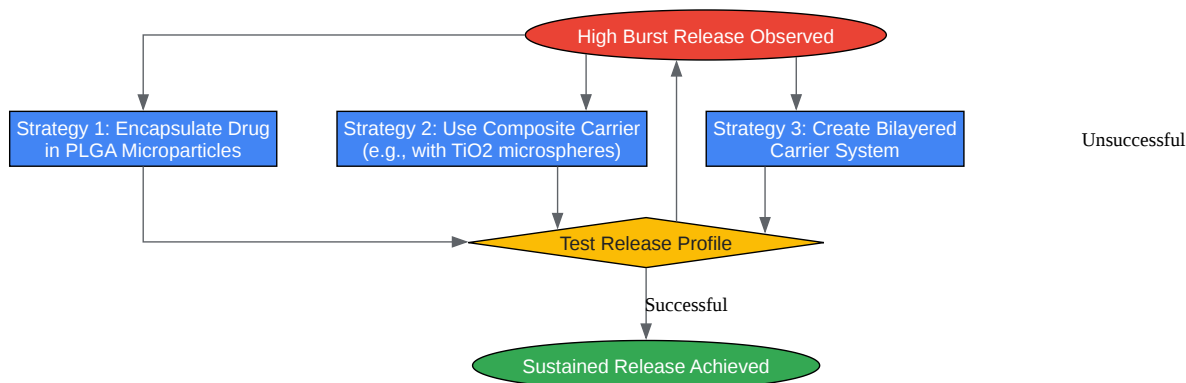 High Burst Release Observed
Strategy 1: Encapsulate Drug
in PLGA Microparticles
Strategy 2: Use Composite Carrier
(e.g., with TiO2 microspheres)
Strategy 3: Create Bilayered
Carrier System
Unsuccessful
Test Release Profile
Successful
Sustained Release Achieved